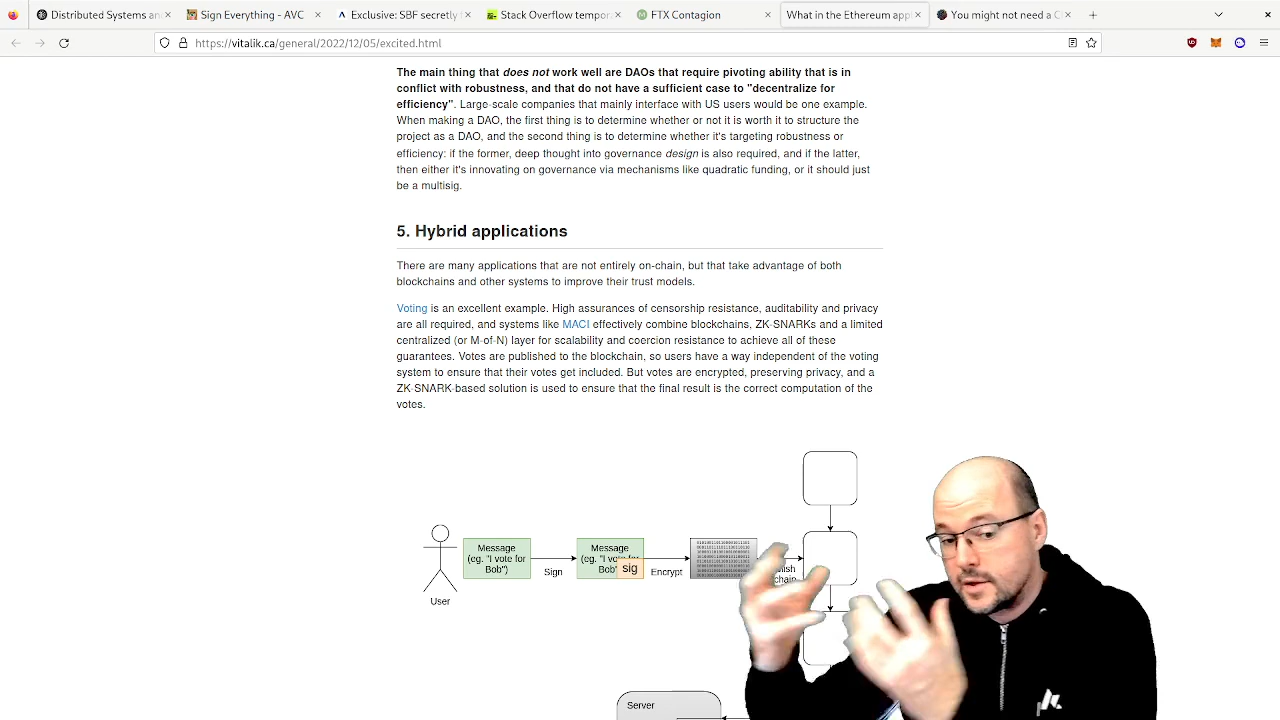 Distributed Systems an
Sign Everything - AVC
Exclusive: SBF secretly f
Stack Overflow tempor
FTX Contagion
What in the Ethereum app
You might not need a C
https://vitalik.ca/general/2022/12/05/excited.html
The main thing that does not work well are DAOs that require pivoting ability that is in
conflict with robustness, and that do not have a sufficient case to "decentralize for
efficiency". Large-scale companies that mainly interface with US users would be one example.
When making a DAO, the first thing is to determine whether or not it is worth it to structure the
project as a DAO, and the second thing is to determine whether it's targeting robustness or
efficiency: if the former, deep thought into governance design is also required, and if the latter,
then either it's innovating on governance via mechanisms like quadratic funding, or it should just
be a multisig.
5. Hybrid applications
There are many applications that are not entirely on-chain, but that take advantage of both
blockchains and other systems to improve their trust models.
Voting is an excellent example. High assurances of censorship resistance, auditability and privacy
are all required, and systems like MACI effectively combine blockchains, ZK-SNARKs and a limited
centralized (or M-of-N) layer for scalability and coercion resistance to achieve all of these
guarantees. Votes are published to the blockchain, so users have a way independent of the voting
system to ensure that their votes get included. But votes are encrypted, preserving privacy, and a
ZK-SNARK-based solution is used to ensure that the final result is the correct computation of the
votes.
Message
(eg. "I vote for
Bob")
Sign
Message
(eg. "I vote for
Bob"
sig
Encrypt
chain
User
Server